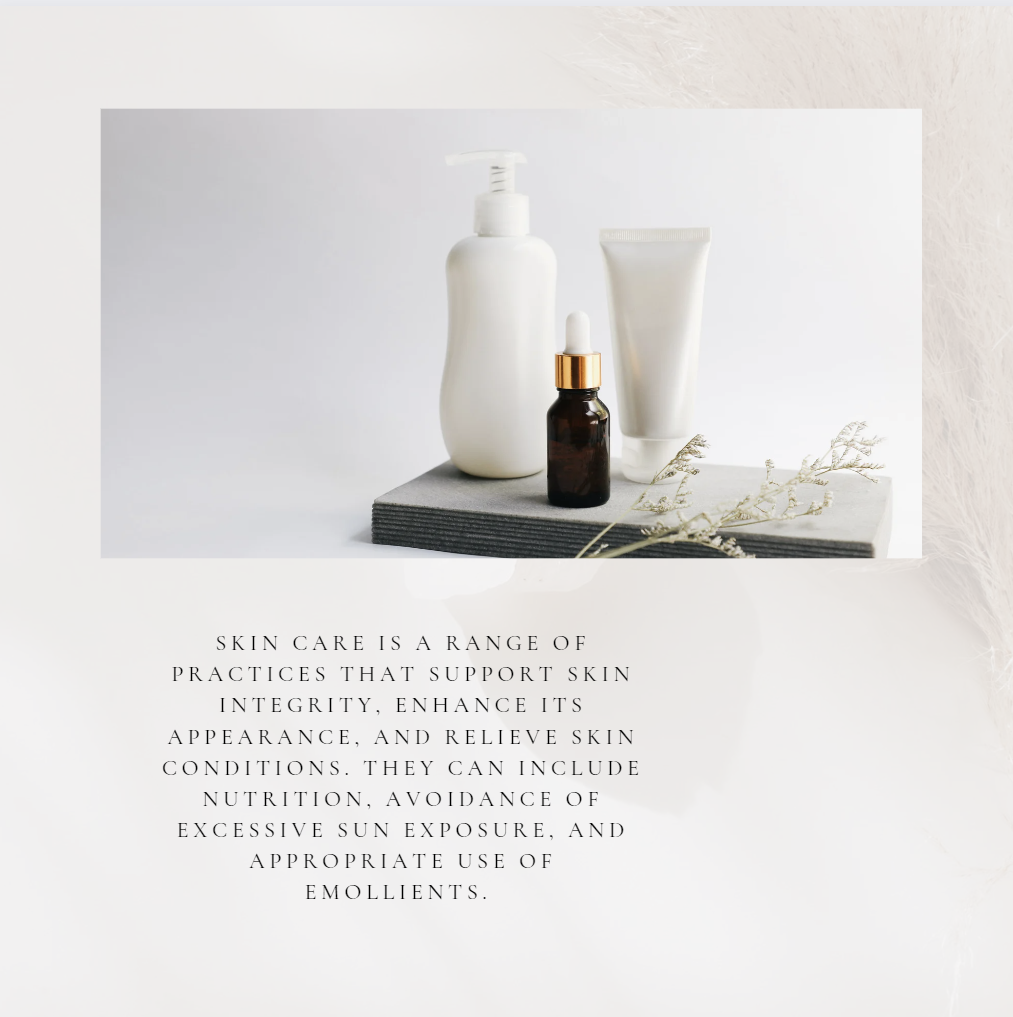 SKIN CARE IS A RANGE OF
PRACTICES THAT SUPPORT SKIN
INTEGRITY, ENHANCE ITS
APPEARANCE, AND RELIEVE SKIN
CONDITIONS. THEY CAN INCLUDE
NUTRITION, AVOIDANCE OF
EXCESSIVE SUN EXPOSURE, AND
APPROPRIATE USE OF
EMOLLIENTS.